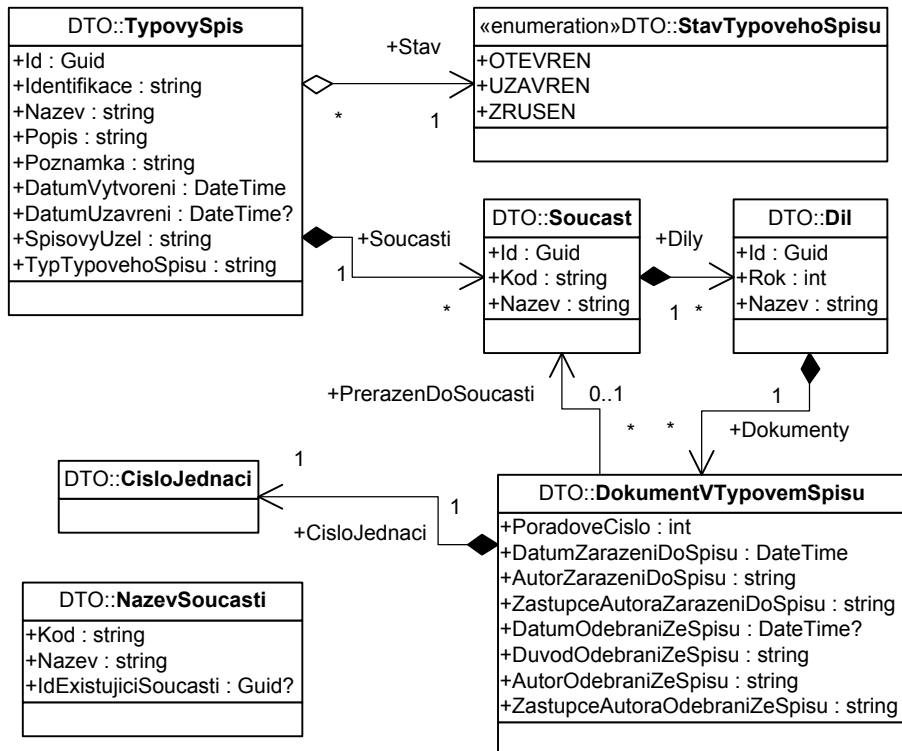 DTO::TypovySpis
+Id : Guid
+Identifikace : string
+Nazev : string
+Popis : string
+Poznamka : string
+DatumVytvoreni : DateTime
+DatumUzavreni : DateTime?
+SpisovyUzel : string
+TypTypovehoSpisu : string
+Stav
*
1
«enumeration»DTO::StavTypovehoSpisu
+OTEVREN
+UZAVREN
+ZRUSEN
+Soucasti
1
*
DTO::Soucast
+Id : Guid
+Kod : string
+Nazev : string
+Dily
1
*
DTO::Dil
+Id : Guid
+Rok : int
+Nazev : string
+PrerazenDoSoucasti
0..1
*
1
*
+Dokumenty
DTO::CisloJednaci
1
1
+CisloJednaci
DTO::DokumentVTypovemSpisu
+PoradoveCislo : int
+DatumZarazeniDoSpisu : DateTime
+AutorZarazeniDoSpisu : string
+ZastupceAutoraZarazeniDoSpisu : string
+DatumOdebraniZeSpisu : DateTime?
+DuvodOdebraniZeSpisu : string
+AutorOdebraniZeSpisu : string
+ZastupceAutoraOdebraniZeSpisu : string
DTO::NazevSoucasti
+Kod : string
+Nazev : string
+IdExistujiciSoucasti : Guid?